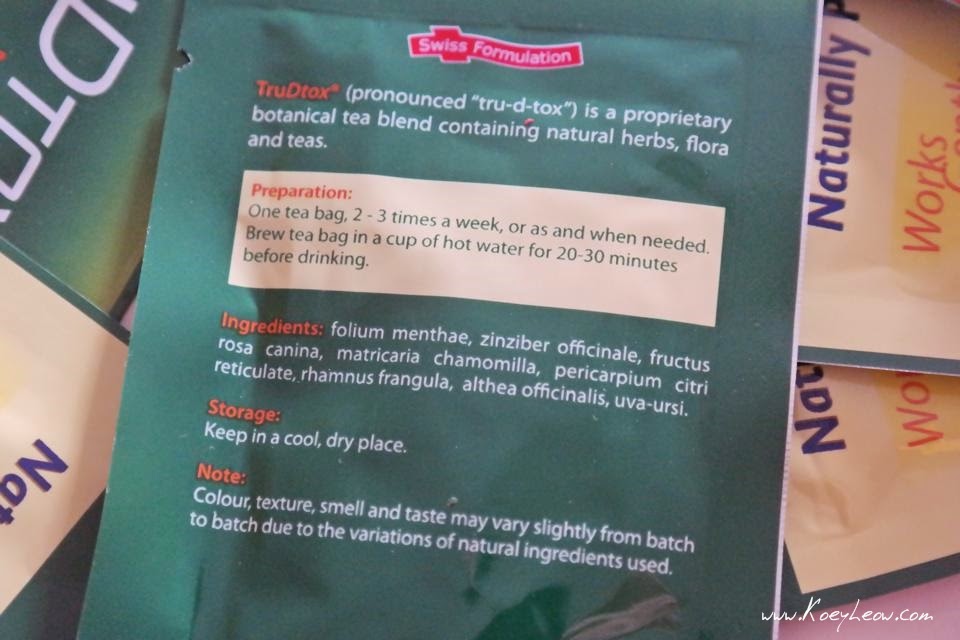 Swiss Formulation
TruDtox® (pronounced "tru-d-tox") is a proprietary
botanical tea blend containing natural herbs, flora
and teas.
Preparation:
One tea bag, 2 - 3 times a week, or as and when needed.
Brew tea bag in a cup of hot water for 20-30 minutes
before drinking.
Ingredients: folium menthae, zinziber officinale, fructus
rosa canina, matricaria chamomilla, pericarpium citri
reticulate, rhamnus frangula, althea officinalis, uva-ursi.
Storage:
Keep in a cool, dry place.
Note:
Colour, texture, smell and taste may vary slightly from batch
to batch due to the variations of natural ingredients used.
Naturally
Works
Nat
Wo
Nat
www.KoeyLeow.com